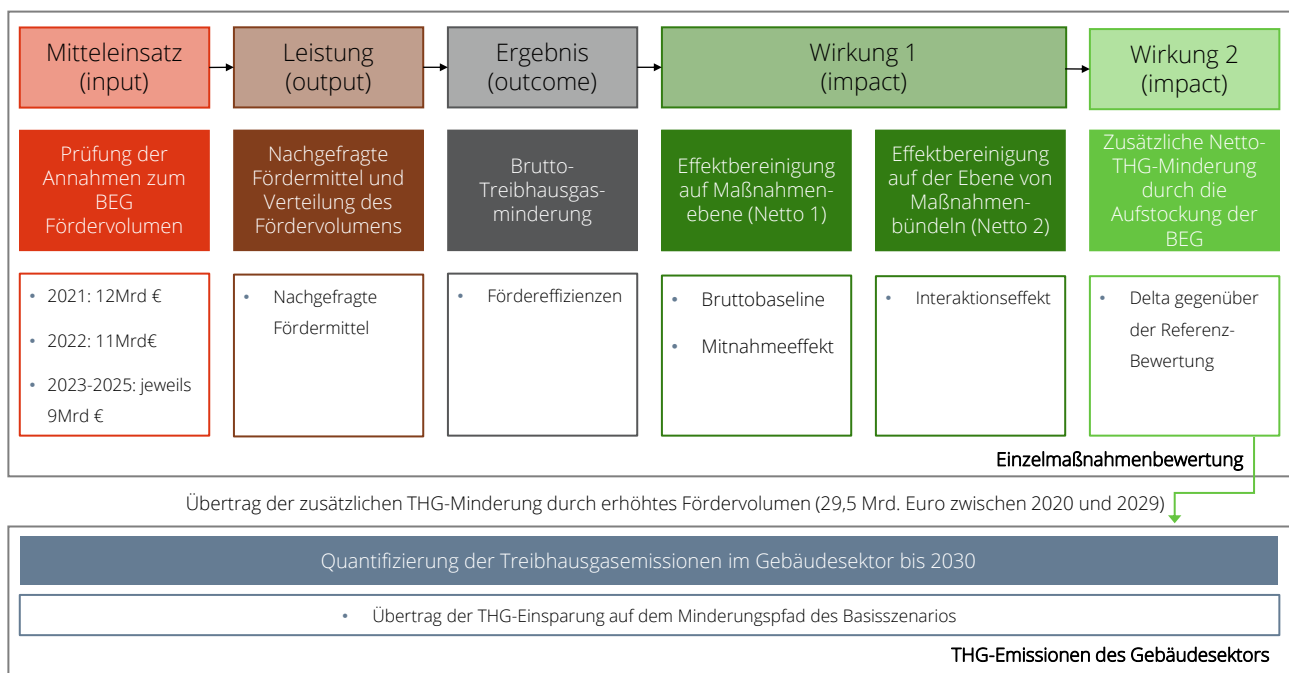 Mitteleinsatz
(input)
Leistung
(output)
Ergebnis
(outcome)
Wirkung 1
(impact)
Wirkung 2
(impact)
Prüfung der
Annahmen zum
BEG
Fördervolumen
Nachgefragte
Fördermittel und
Verteilung des
Fördervolumens
Brutto-
Treibhausgas-
minderung
Effektbereinigung
auf Maßnahmen-
ebene (Netto 1)
Effektbereinigung
auf der Ebene von
Maßnahmen-
bündeln (Netto 2)
Zusätzliche Netto-
THG-Minderung
durch die
Aufstockung der
BEG
• 2021: 12Mrd €
• 2022: 11Mrd€
• 2023-2025: jeweils
9Mrd €
• Nachgefragte
Fördermittel
• Fördereffizienzen
• Bruttobaseline
• Mitnahmeeffekt
• Interaktionseffekt
• Delta gegenüber
der Referenz-
Bewertung
Einzelmaßnahmenbewertung
Übertrag der zusätzlichen THG-Minderung durch erhöhtes Fördervolumen (29,5 Mrd. Euro zwischen 2020 und 2029)
Quantifizierung der Treibhausgasemissionen im Gebäudesektor bis 2030
• Übertrag der THG-Einsparung auf dem Minderungspfad des Basisszenarios
THG-Emissionen des Gebäudesektors